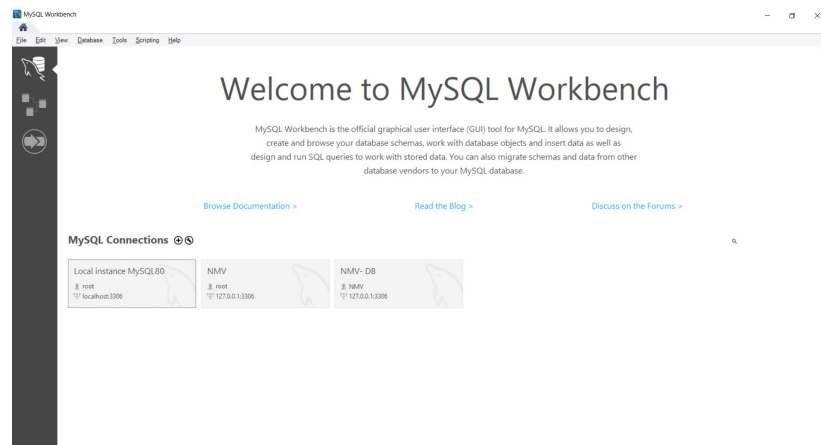 MySQL Workbench
File Edit View Database Tools Scripting Help
Welcome to MySQL Workbench
MySQL Workbench is the official graphical user interface (GUI) tool for MySQL. It allows you to design,
create and browse your database schemas, work with database objects and insert data as well as
design and run SQL queries to work with stored data. You can also migrate schemas and data from other
database vendors to your MySQL database.
Browse Documentation > Read the Blog > Discuss on the Forums >
MySQL Connections
Local instance MySQL80
root
localhost:3306
NMV
root
127.0.0.1:3306
NMV- DB
NMV
127.0.0.1:3306